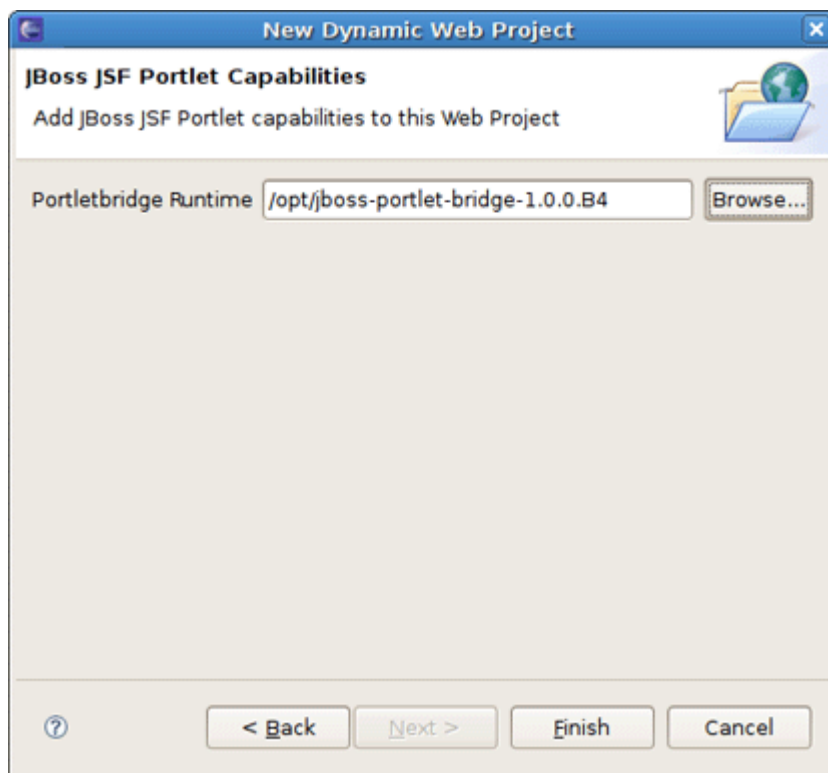 New Dynamic Web Project
JBoss JSF Portlet Capabilities
Add JBoss JSF Portlet capabilities to this Web Project
Portletbridge Runtime /opt/jboss-portlet-bridge-1.0.0.B4 Browse...
? < Back Next > Finish Cancel